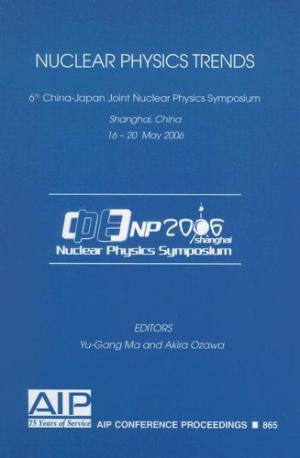 NUCLEAR PHYSICS TRENDS
6th China-Japan Joint Nuclear Physics Symposium
Shanghai, China
16 – 20 May 2006
NP2006
/shanghai
Nuclear Physics Symposium
EDITORS
Yu-Gang Ma and Akira Ozawa
AIP
75 Years of Service
AIP CONFERENCE PROCEEDINGS ■ 865